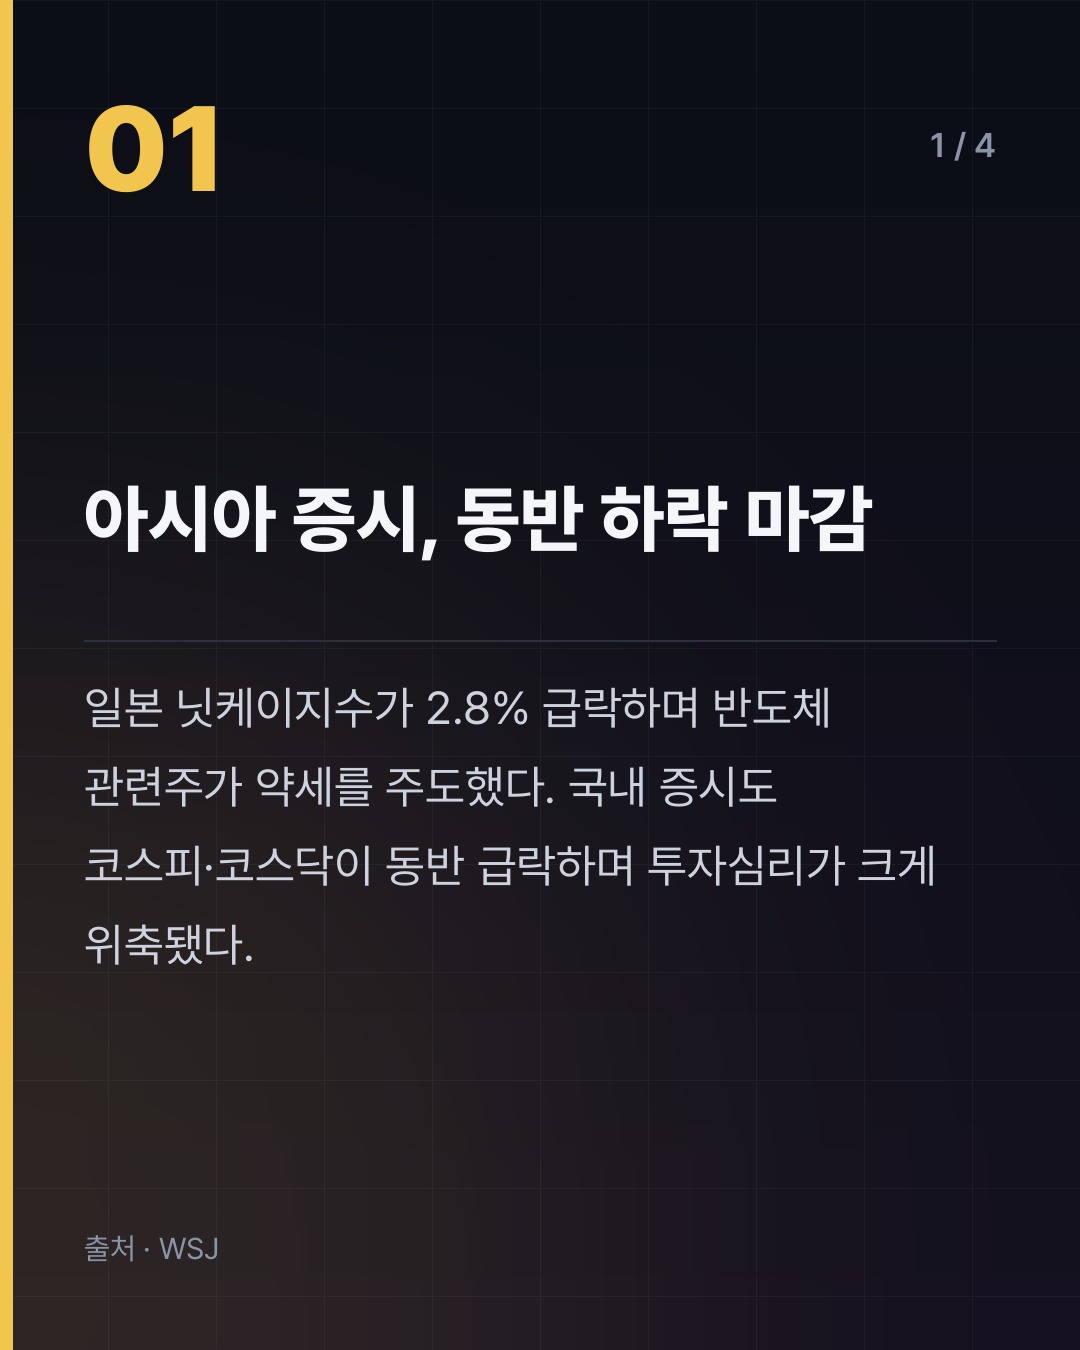 01
1 / 4
아시아 증시, 동반 하락 마감
일본 닛케이지수가 2.8% 급락하며 반도체
관련주가 약세를 주도했다. 국내 증시도
코스피·코스닥이 동반 급락하며 투자심리가 크게
위축됐다.
출처 · WSJ